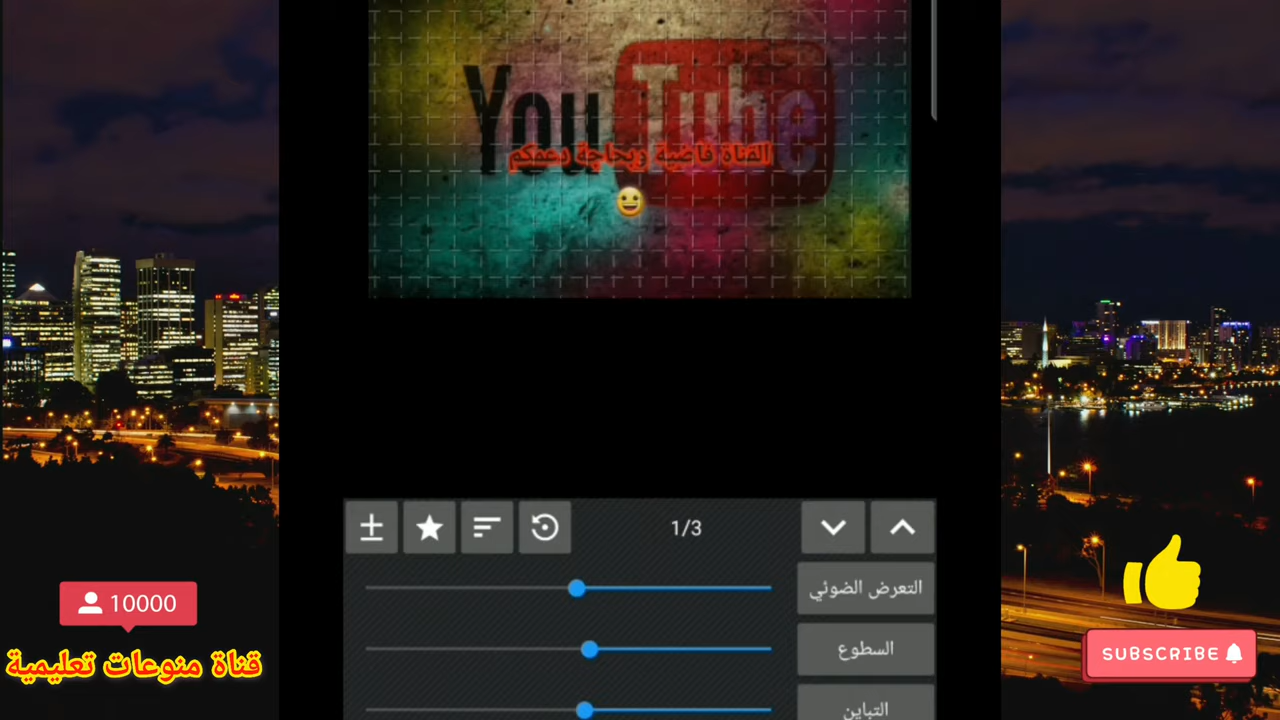 YouTube
القناة فاضية وبحاجة دعمكم
1/3
التعرض الضوئي
السطوع
التباين
10000
قناة منوعات تعليمية
SUBSCRIBE